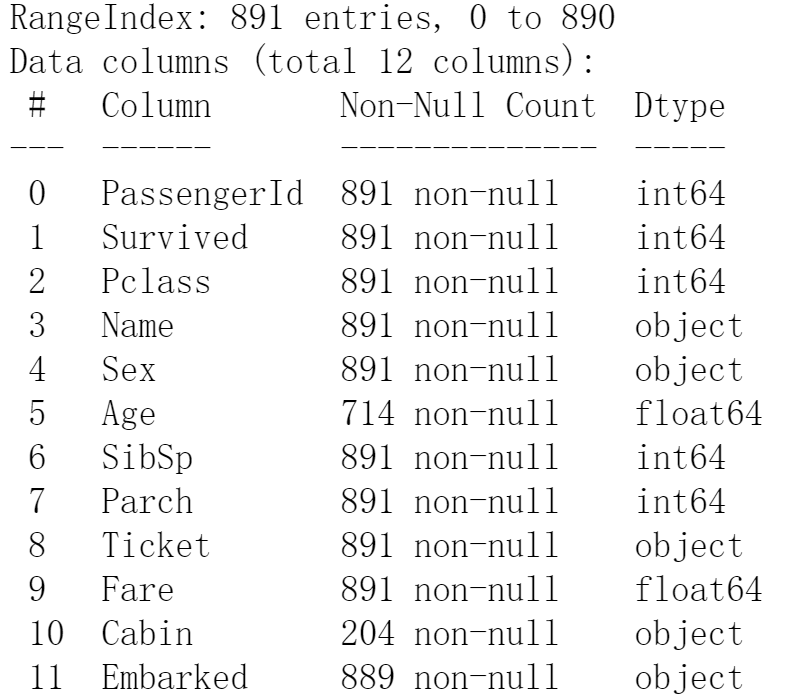 RangeIndex: 891 entries, 0 to 890
Data columns (total 12 columns):
 #   Column       Non-Null Count  Dtype
---  ------       --------------  -----
 0   PassengerId  891 non-null    int64
 1   Survived     891 non-null    int64
 2   Pclass       891 non-null    int64
 3   Name         891 non-null    object
 4   Sex          891 non-null    object
 5   Age          714 non-null    float64
 6   SibSp        891 non-null    int64
 7   Parch        891 non-null    int64
 8   Ticket       891 non-null    object
 9   Fare         891 non-null    float64
 10  Cabin        204 non-null    object
 11  Embarked     889 non-null    object